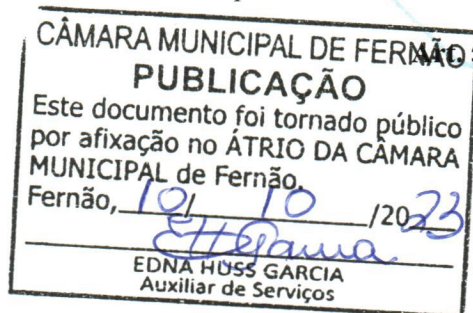 CÂMARA MUNICIPAL DE FERNÃO
Art.
PUBLICAÇÃO
Este documento foi tornado público
por afixação no ÁTRIO DA CÂMARA
MUNICIPAL de Fernão.
Fernão, 10/ 10 /2023
EDNA HUSS GARCIA
Auxiliar de Serviços